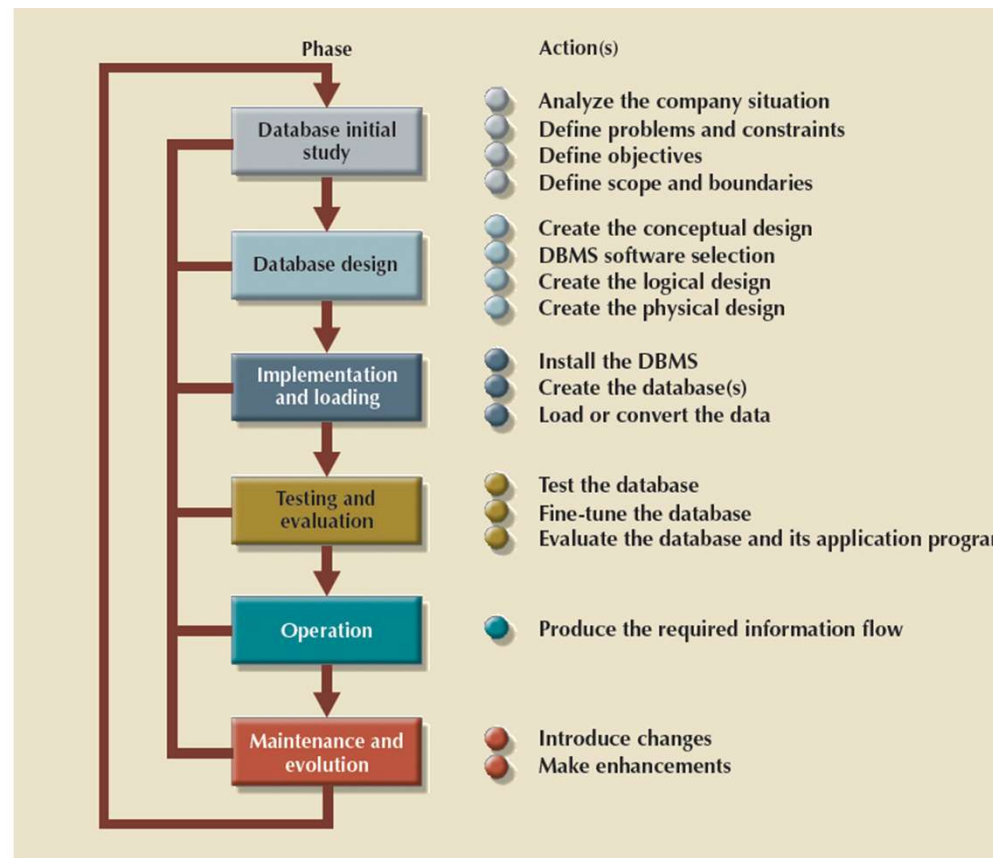 Phase
Action(s)
Database initial
study
Analyze the company situation
Define problems and constraints
Define objectives
Define scope and boundaries
Database design
Create the conceptual design
DBMS software selection
Create the logical design
Create the physical design
Implementation
and loading
Install the DBMS
Create the database(s)
Load or convert the data
Testing and
evaluation
Test the database
Fine-tune the database
Evaluate the database and its application
Operation
Produce the required information flow
Maintenance and
evolution
Introduce changes
Make enhancements